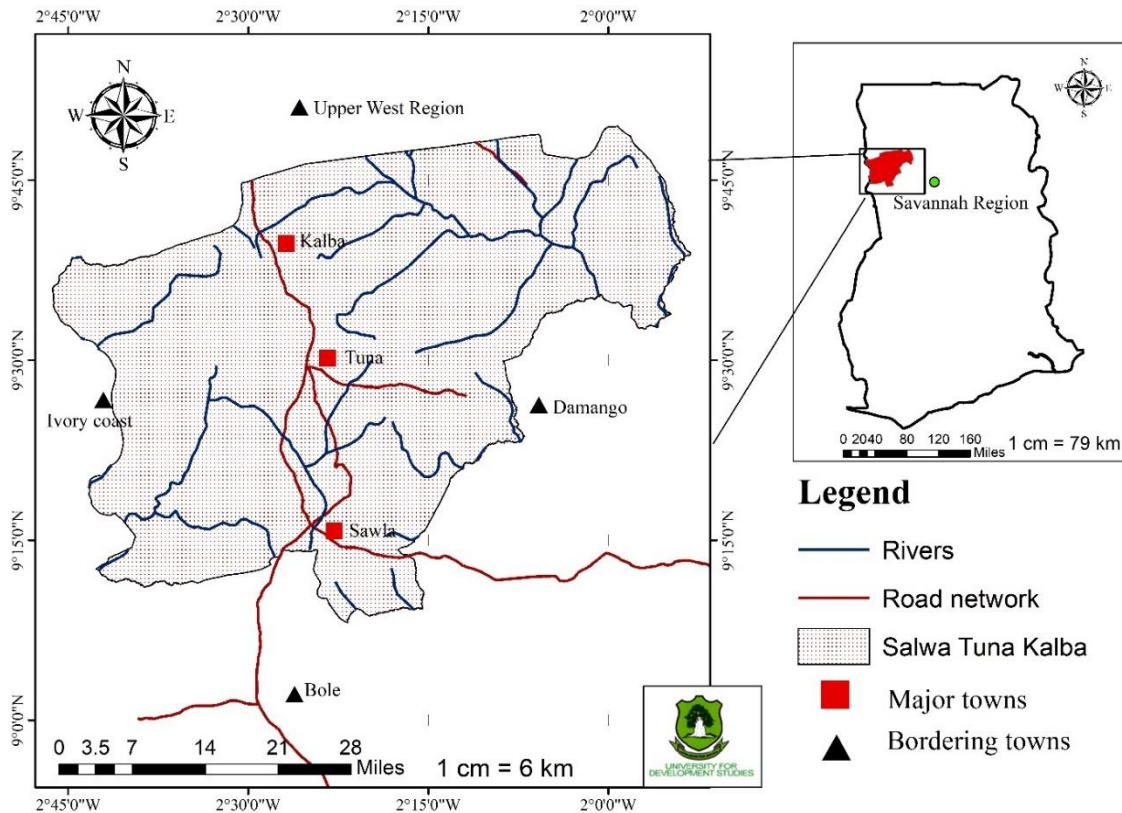 2°45'0"W
2°30'0"W
2°15'0"W
2°0'0"W
N
W E
S
Upper West Region
9°45'0"N
9°45'0"N
Kalba
Tuna
9°30'0"N
9°30'0"N
Ivory coast
Damango
Sawla
9°15'0"N
9°15'0"N
Bole
9°0'0"N
9°0'0"N
0 3.5 7 14 21 28
Miles
1 cm = 6 km
UNIVERSITY FOR
DEVELOPMENT STUDIES
2°45'0"W
2°30'0"W
2°15'0"W
2°0'0"W
N
W E
S
Savannah Region
0 20 40 80 120 160
Miles
1 cm = 79 km
Legend
Rivers
Road network
Salwa Tuna Kalba
Major towns
Bordering towns